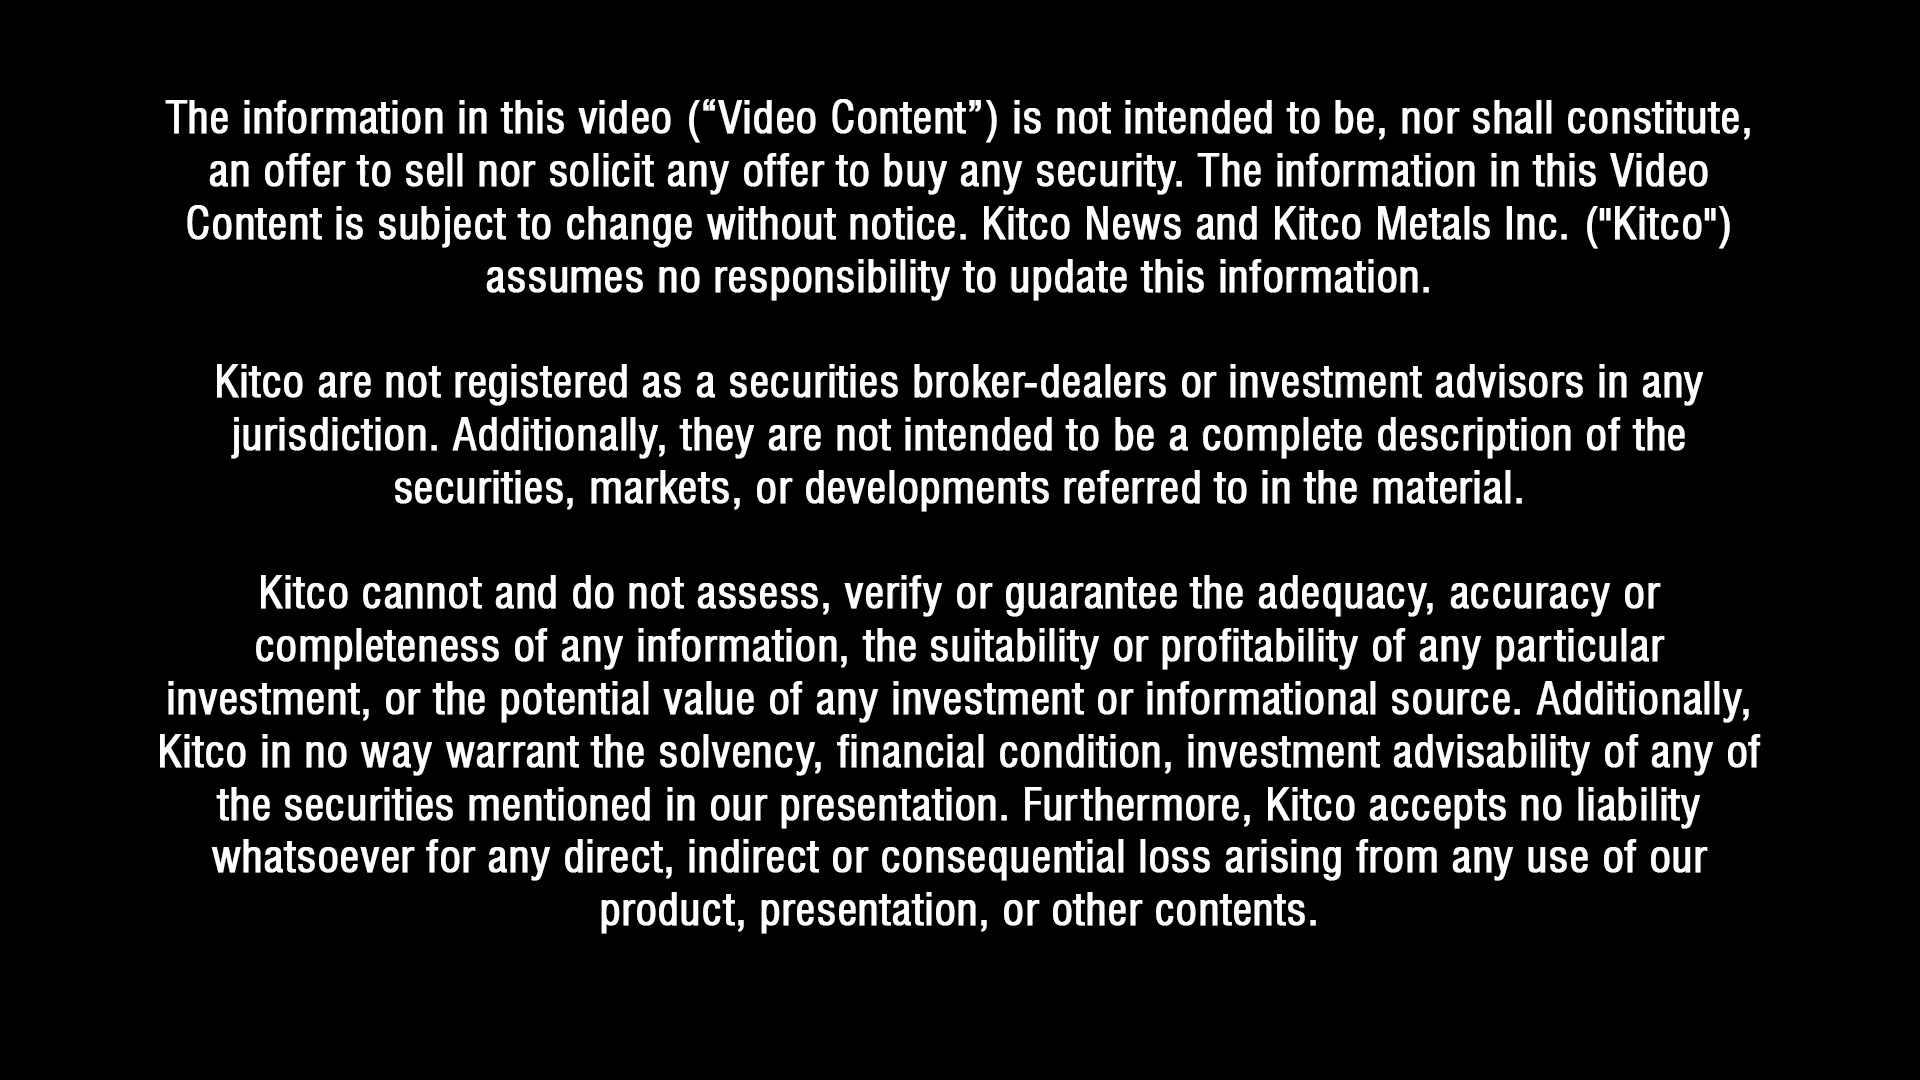 The information in this video (“Video Content”) is not intended to be, nor shall constitute,
an offer to sell nor solicit any offer to buy any security. The information in this Video
Content is subject to change without notice. Kitco News and Kitco Metals Inc. ("Kitco")
assumes no responsibility to update this information.
Kitco are not registered as a securities broker-dealers or investment advisors in any
jurisdiction. Additionally, they are not intended to be a complete description of the
securities, markets, or developments referred to in the material.
Kitco cannot and do not assess, verify or guarantee the adequacy, accuracy or
completeness of any information, the suitability or profitability of any particular
investment, or the potential value of any investment or informational source. Additionally,
Kitco in no way warrant the solvency, financial condition, investment advisability of any of
the securities mentioned in our presentation. Furthermore, Kitco accepts no liability
whatsoever for any direct, indirect or consequential loss arising from any use of our
product, presentation, or other contents.